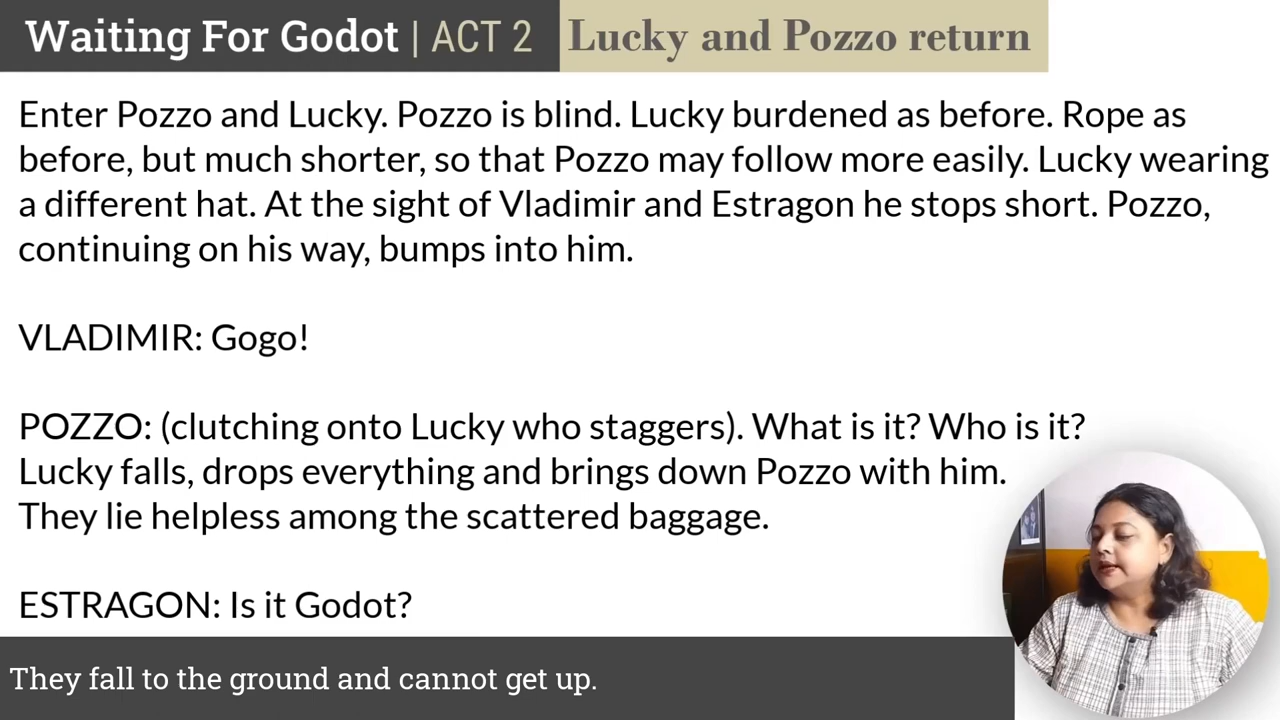 Waiting For Godot | ACT 2 Lucky and Pozzo return
Enter Pozzo and Lucky. Pozzo is blind. Lucky burdened as before. Rope as
before, but much shorter, so that Pozzo may follow more easily. Lucky wearing
a different hat. At the sight of Vladimir and Estragon he stops short. Pozzo,
continuing on his way, bumps into him.
VLADIMIR: Gogo!
POZZO: (clutching onto Lucky who staggers). What is it? Who is it?
Lucky falls, drops everything and brings down Pozzo with him.
They lie helpless among the scattered baggage.
ESTRAGON: Is it Godot?
They fall to the ground and cannot get up.